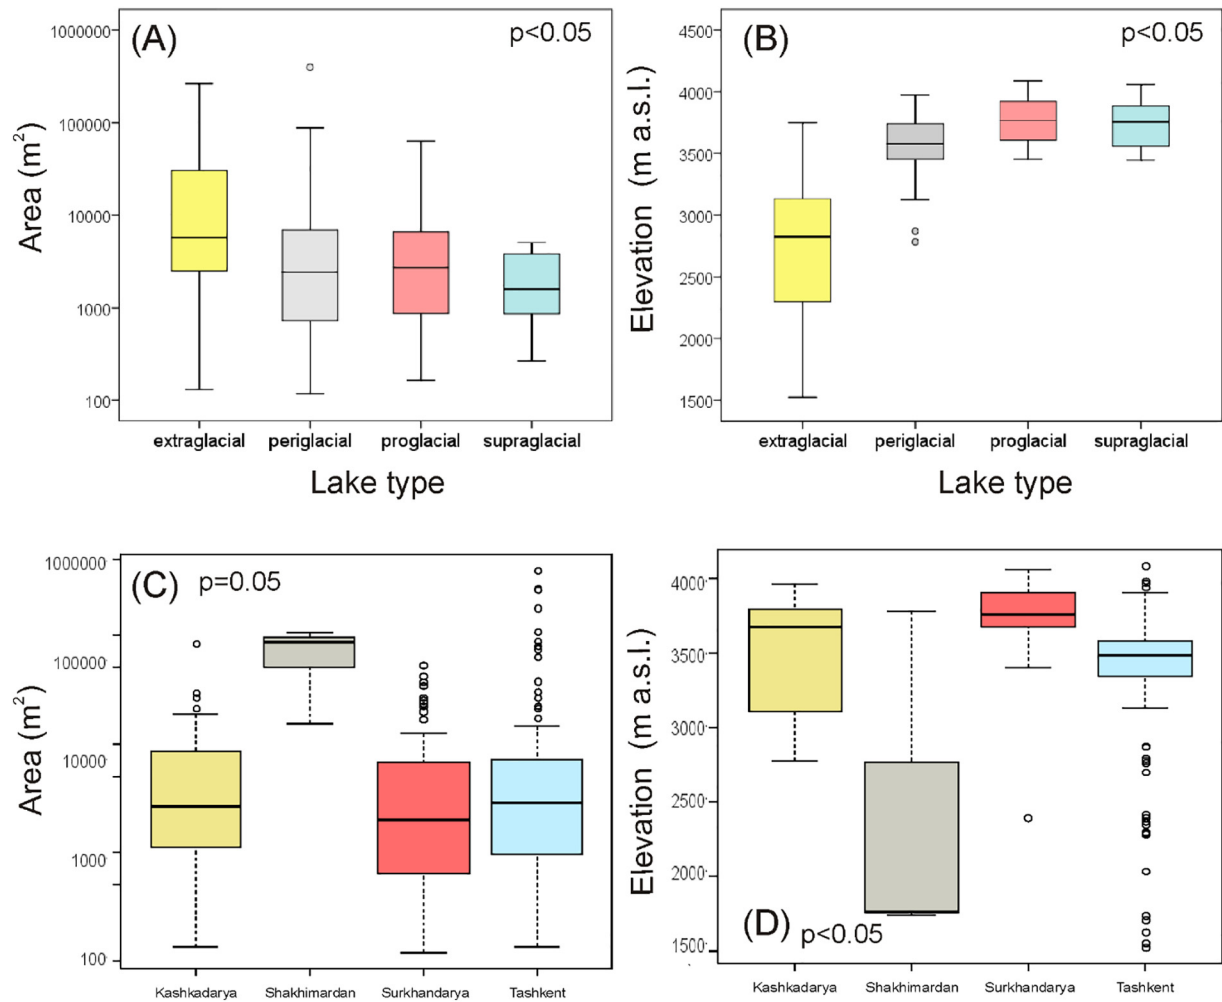 (A)
p<0.05
1000000
100000
10000
1000
100
Area (m²)
extraglacial periglacial proglacial supraglacial
Lake type
(B)
p<0.05
4500
4000
3500
3000
2500
2000
1500
Elevation (m a.s.l.)
extraglacial periglacial proglacial supraglacial
Lake type
(C) p=0.05
1000000
100000
10000
1000
100
Area (m²)
Kashkadarya Shakhimardan Surkhandarya Tashkent
4000
3500
3000
2500
2000
1500
Elevation (m a.s.l.)
(D) p<0.05
Kashkadarya Shakhimardan Surkhandarya Tashkent